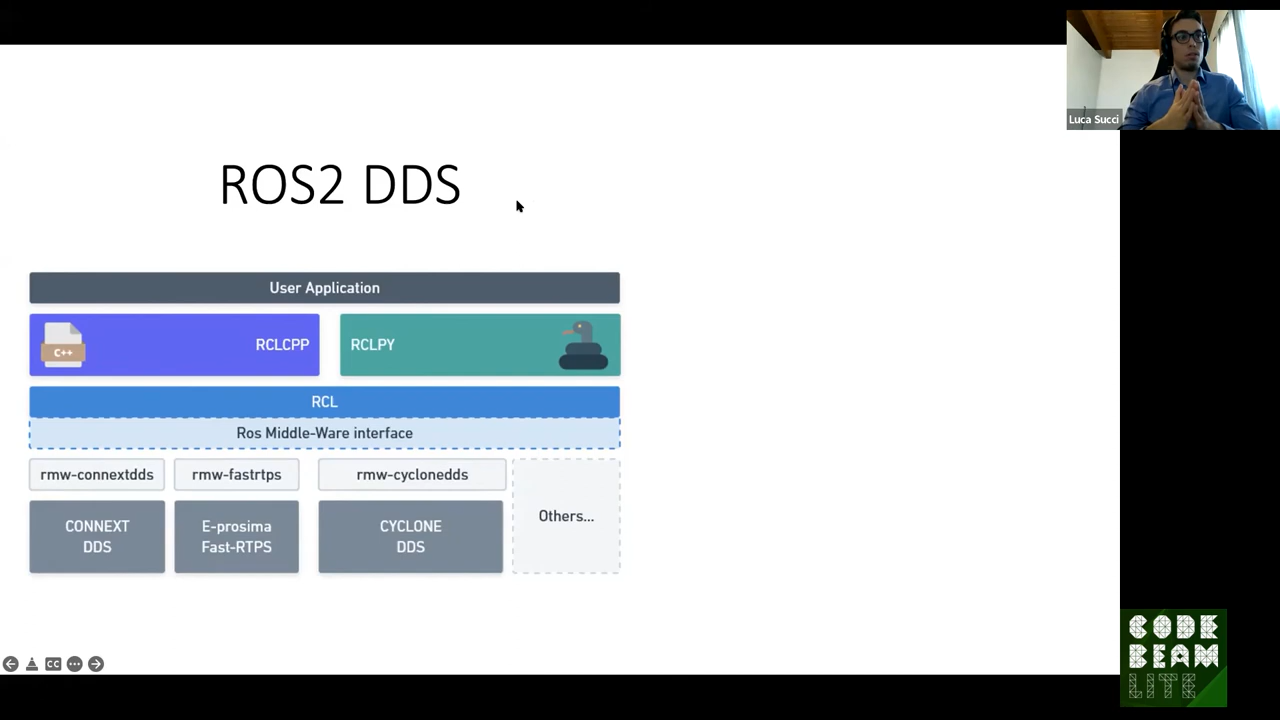 Luca Succi
ROS2 DDS
User Application
C++
RCLCPP
RCLPY
RCL
Ros Middle-Ware interface
rmw-connextdds
rmw-fastrtps
rmw-cyclonedds
Others...
CONNEXT
DDS
E-prosima
Fast-RTPS
CYCLONE
DDS
CC
CODE
BEAM
LITE